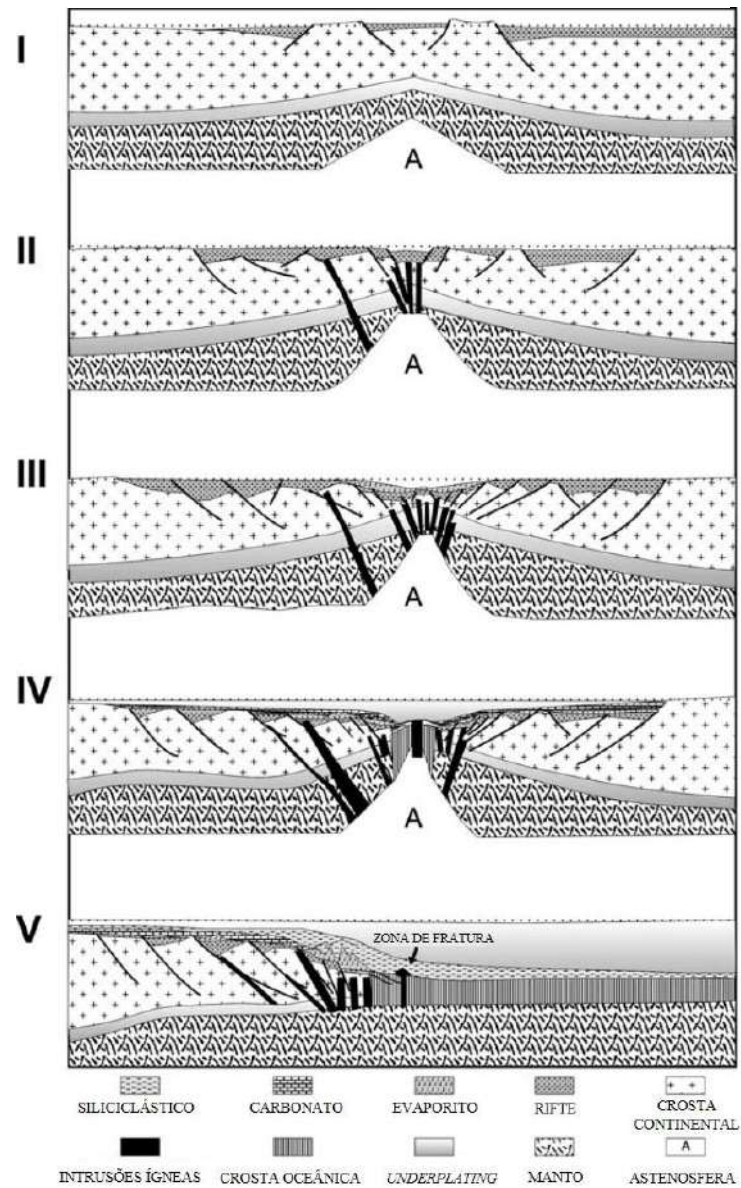 I
A
II
A
III
A
IV
A
V
ZONA DE FRATURA
SILICICLÁSTICO CARBONATO EVAPORITO RIFTE CROSTA CONTINENTAL
A
INTRUSÕES ÍGNEAS CROSTA OCEÂNICA UNDERPLATING MANTO ASTENOSFERA